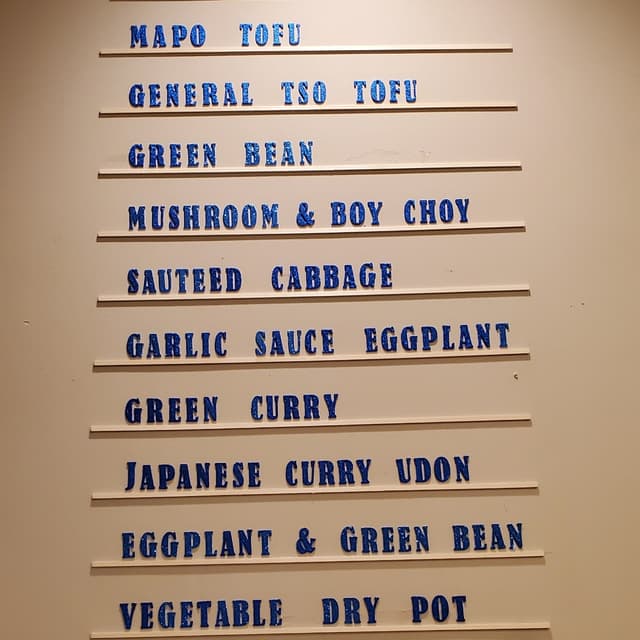 MAPO TOFU
GENERAL TSO TOFU
GREEN BEAN
MUSHROOM & BOY CHOY
SAUTEED CABBAGE
GARLIC SAUCE EGGPLANT
GREEN CURRY
JAPANESE CURRY UDON
EGGPLANT & GREEN BEAN
VEGETABLE DRY POT